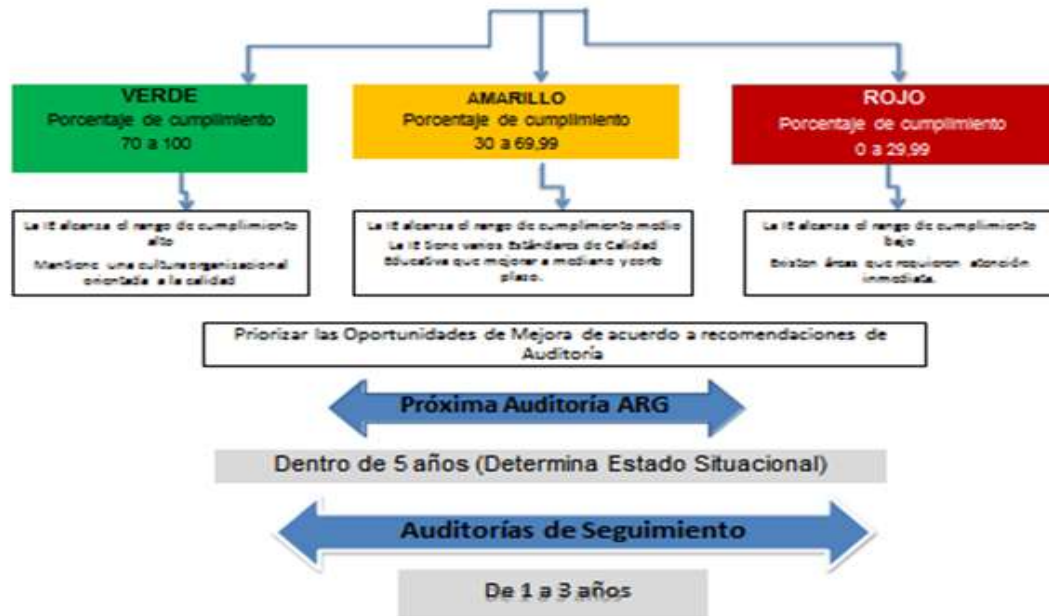 VERDE
Porcentaje de cumplimiento
70 a 100
AMARILLO
Porcentaje de cumplimiento
30 a 69,99
ROJO
Porcentaje de cumplimiento
0 a 29,99
La IE alcanza el rango de cumplimiento
alto
Mantiene una cultura organizacional
orientada a la calidad
La IE alcanza el rango de cumplimiento medio
La IE tiene varios Estándares de Calidad
Educativa que mejorar a mediano y corto
plazo.
La IE alcanza el rango de cumplimiento
bajo
Existen áreas que requieren atención
inmediata.
Priorizar las Oportunidades de Mejora de acuerdo a recomendaciones de
Auditoría
Próxima Auditoría ARG
Dentro de 5 años (Determina Estado Situacional)
Auditorías de Seguimiento
De 1 a 3 años